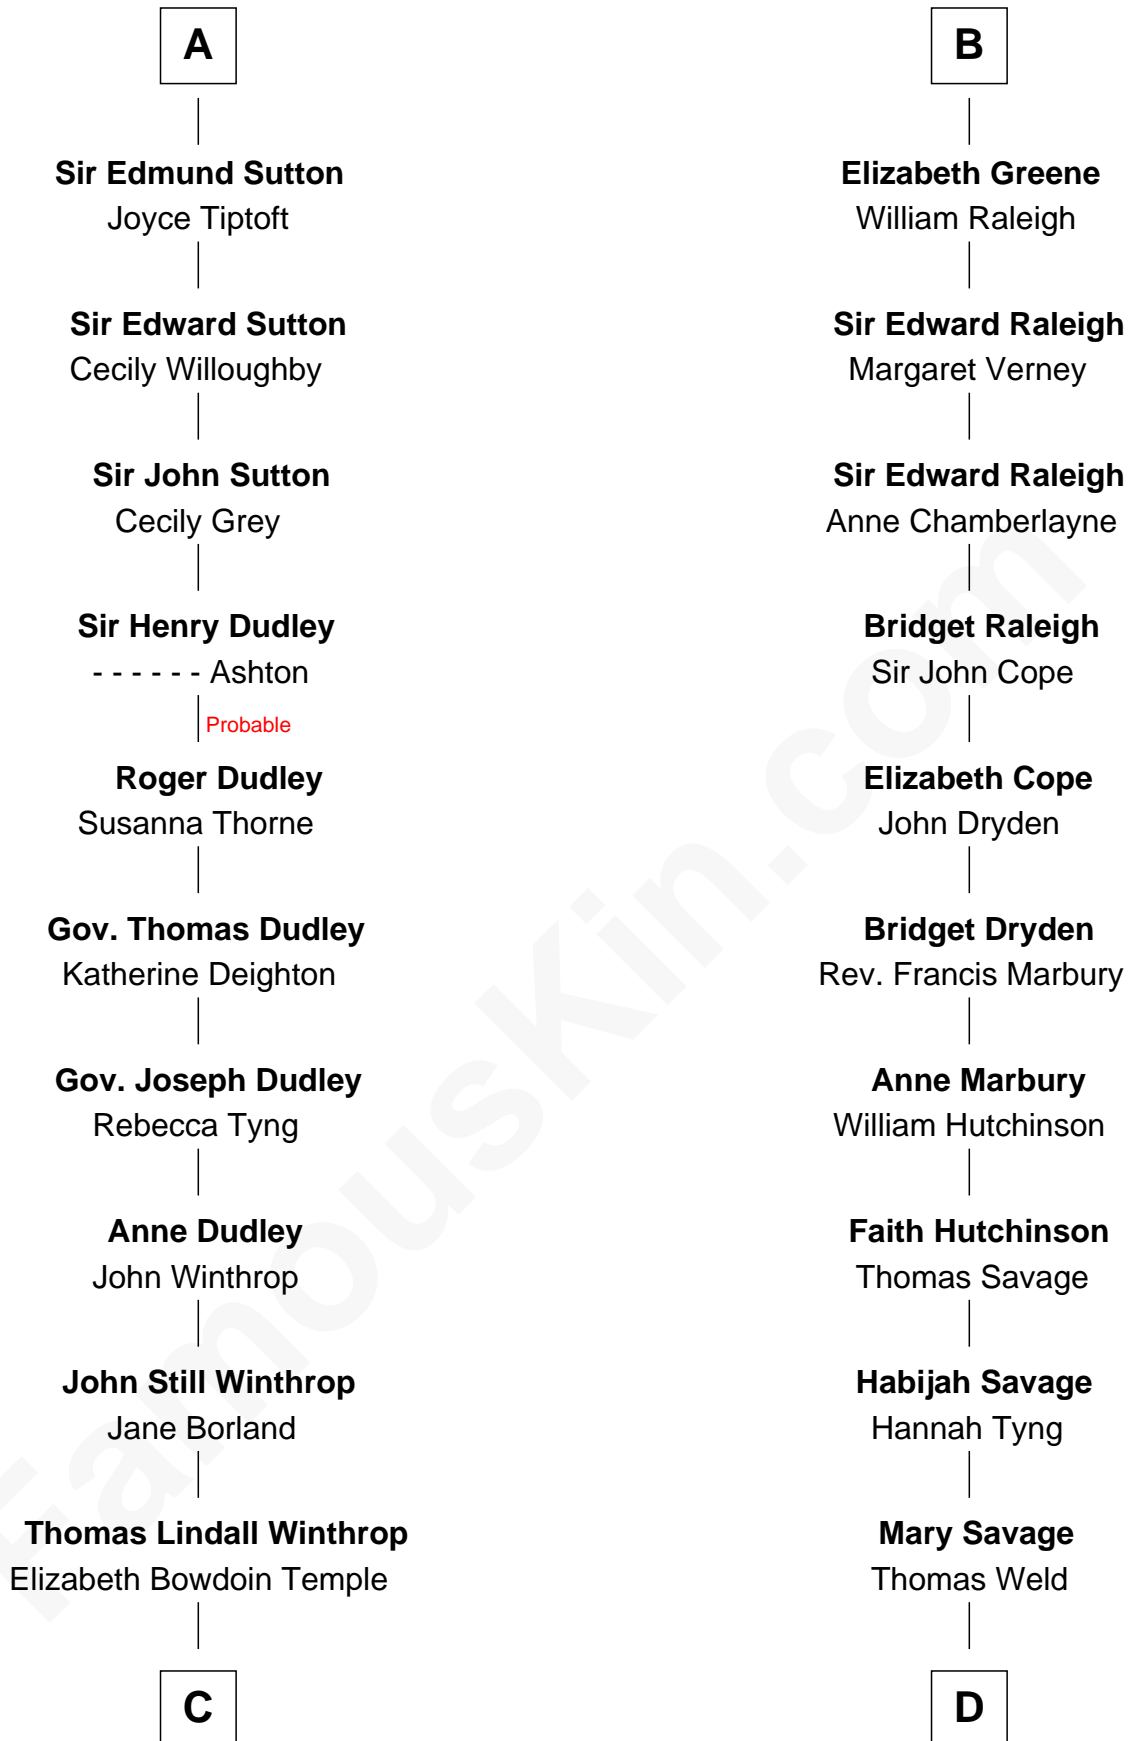 A
Sir Edmund Sutton
Joyce Tiptoft
Sir Edward Sutton
Cecily Willoughby
Sir John Sutton
Cecily Grey
Sir Henry Dudley
- - - - - - Ashton
Probable
Roger Dudley
Susanna Thorne
Gov. Thomas Dudley
Katherine Deighton
Gov. Joseph Dudley
Rebecca Tyng
Anne Dudley
John Winthrop
John Still Winthrop
Jane Borland
Thomas Lindall Winthrop
Elizabeth Bowdoin Temple
C
B
Elizabeth Greene
William Raleigh
Sir Edward Raleigh
Margaret Verney
Sir Edward Raleigh
Anne Chamberlayne
Bridget Raleigh
Sir John Cope
Elizabeth Cope
John Dryden
Bridget Dryden
Rev. Francis Marbury
Anne Marbury
William Hutchinson
Faith Hutchinson
Thomas Savage
Habijah Savage
Hannah Tyng
Mary Savage
Thomas Weld
D
FamousKin.com